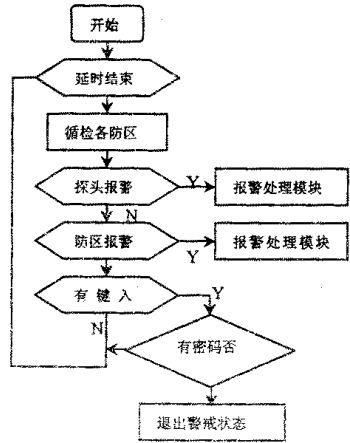 开始
延时结束
循检各防区
探头报警
Y
报警处理模块
N
防区报警
Y
报警处理模块
有键入
Y
N
有密码否
退出警戒状态